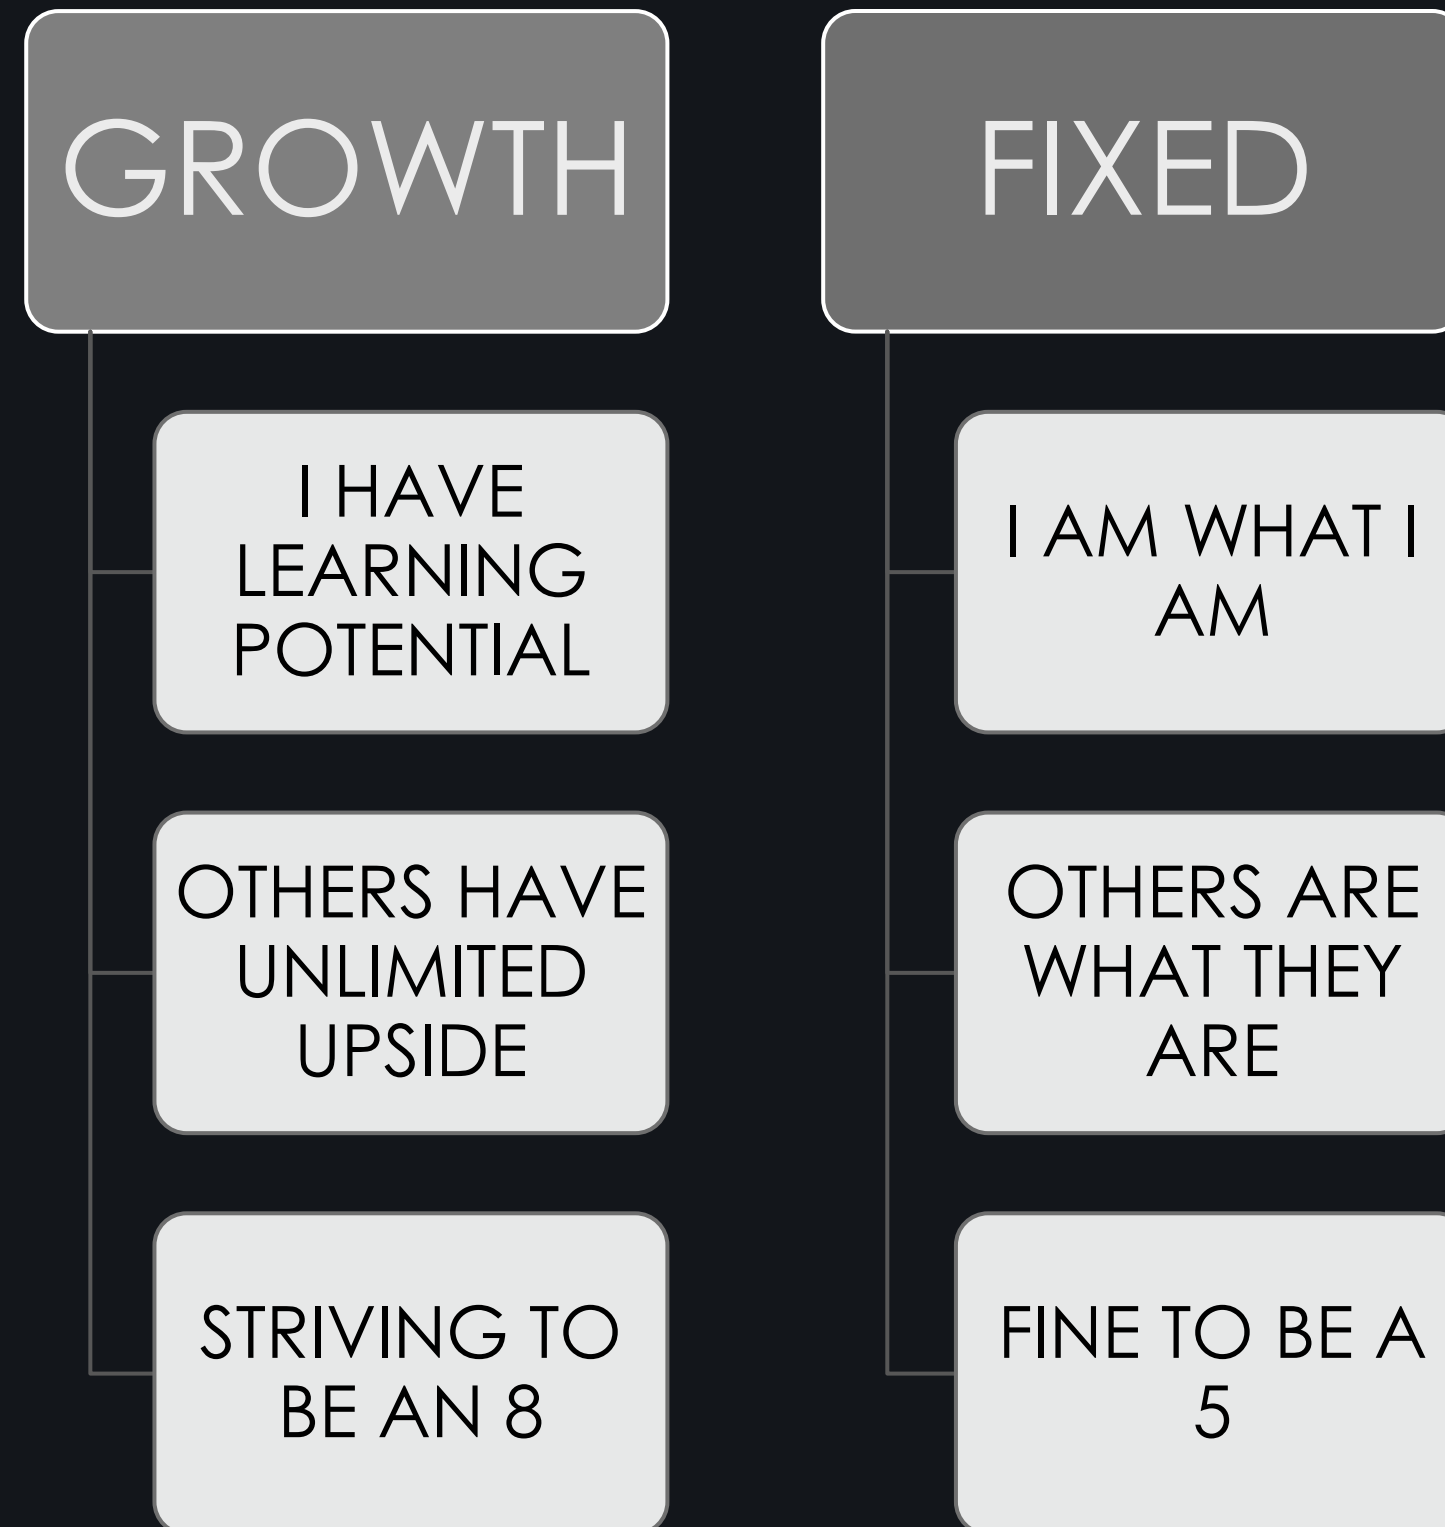 GROWTH
I HAVE
LEARNING
POTENTIAL
OTHERS HAVE
UNLIMITED
UPSIDE
STRIVING TO
BE AN 8
FIXED
I AM WHAT I
AM
OTHERS ARE
WHAT THEY
ARE
FINE TO BE A
5